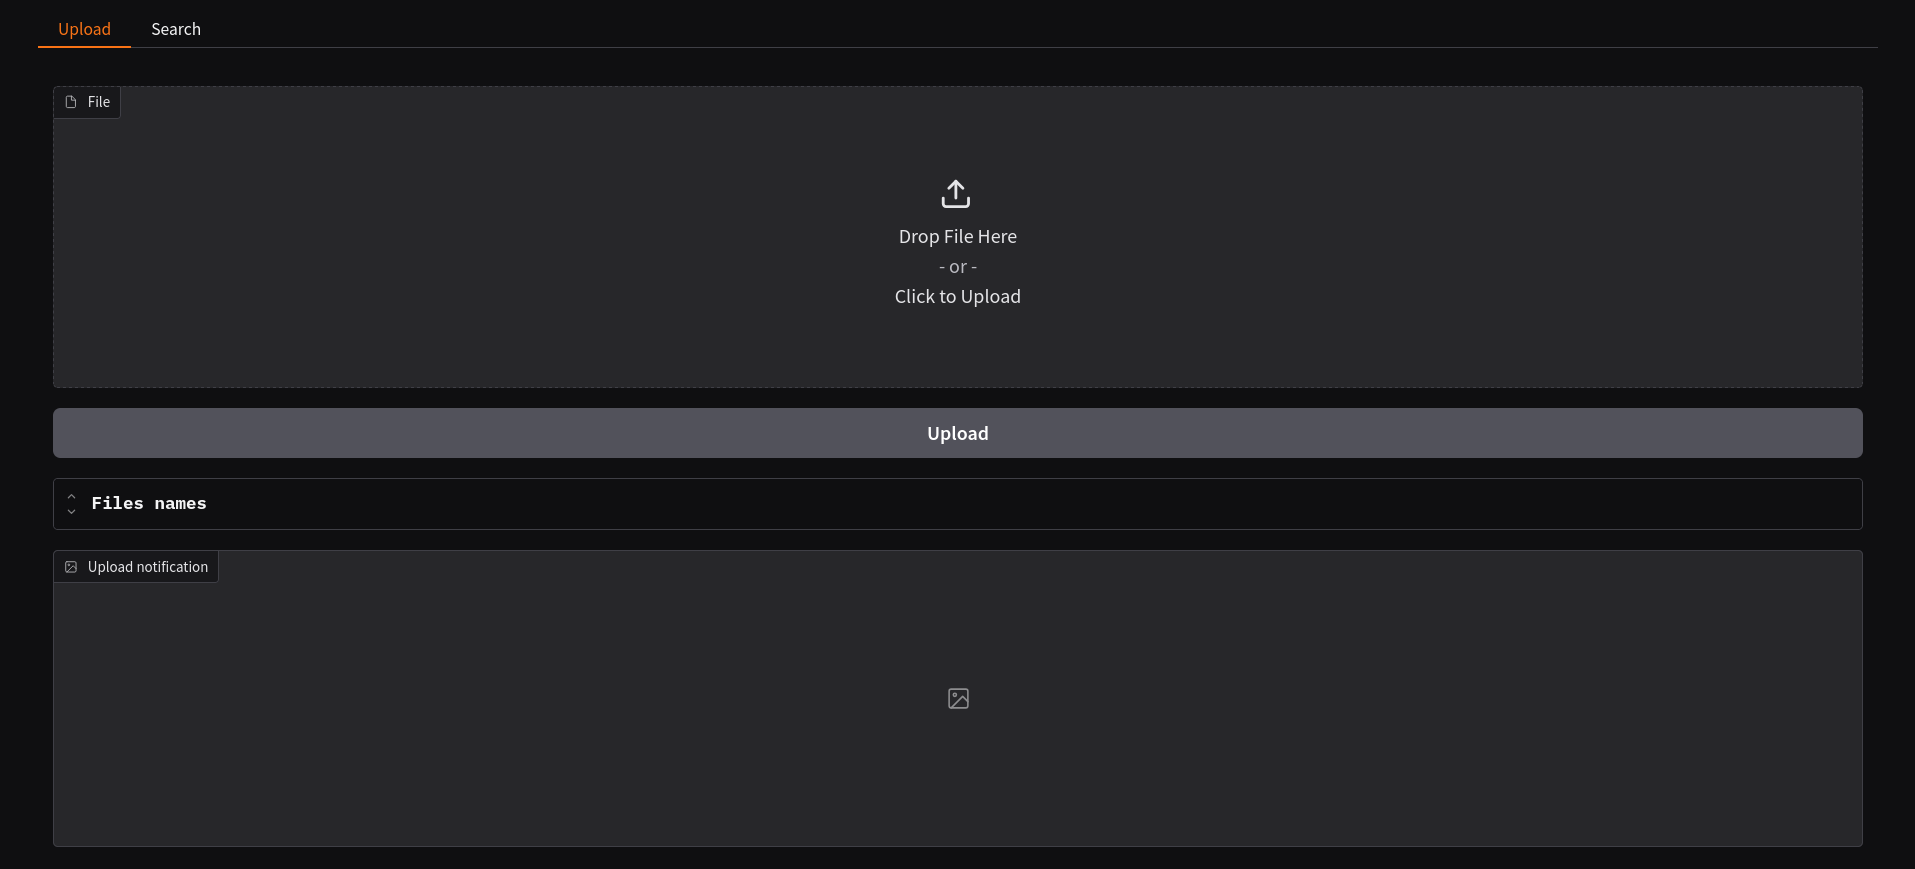 Upload Search
File
Drop File Here
- or -
Click to Upload
Upload
Files names
Upload notification